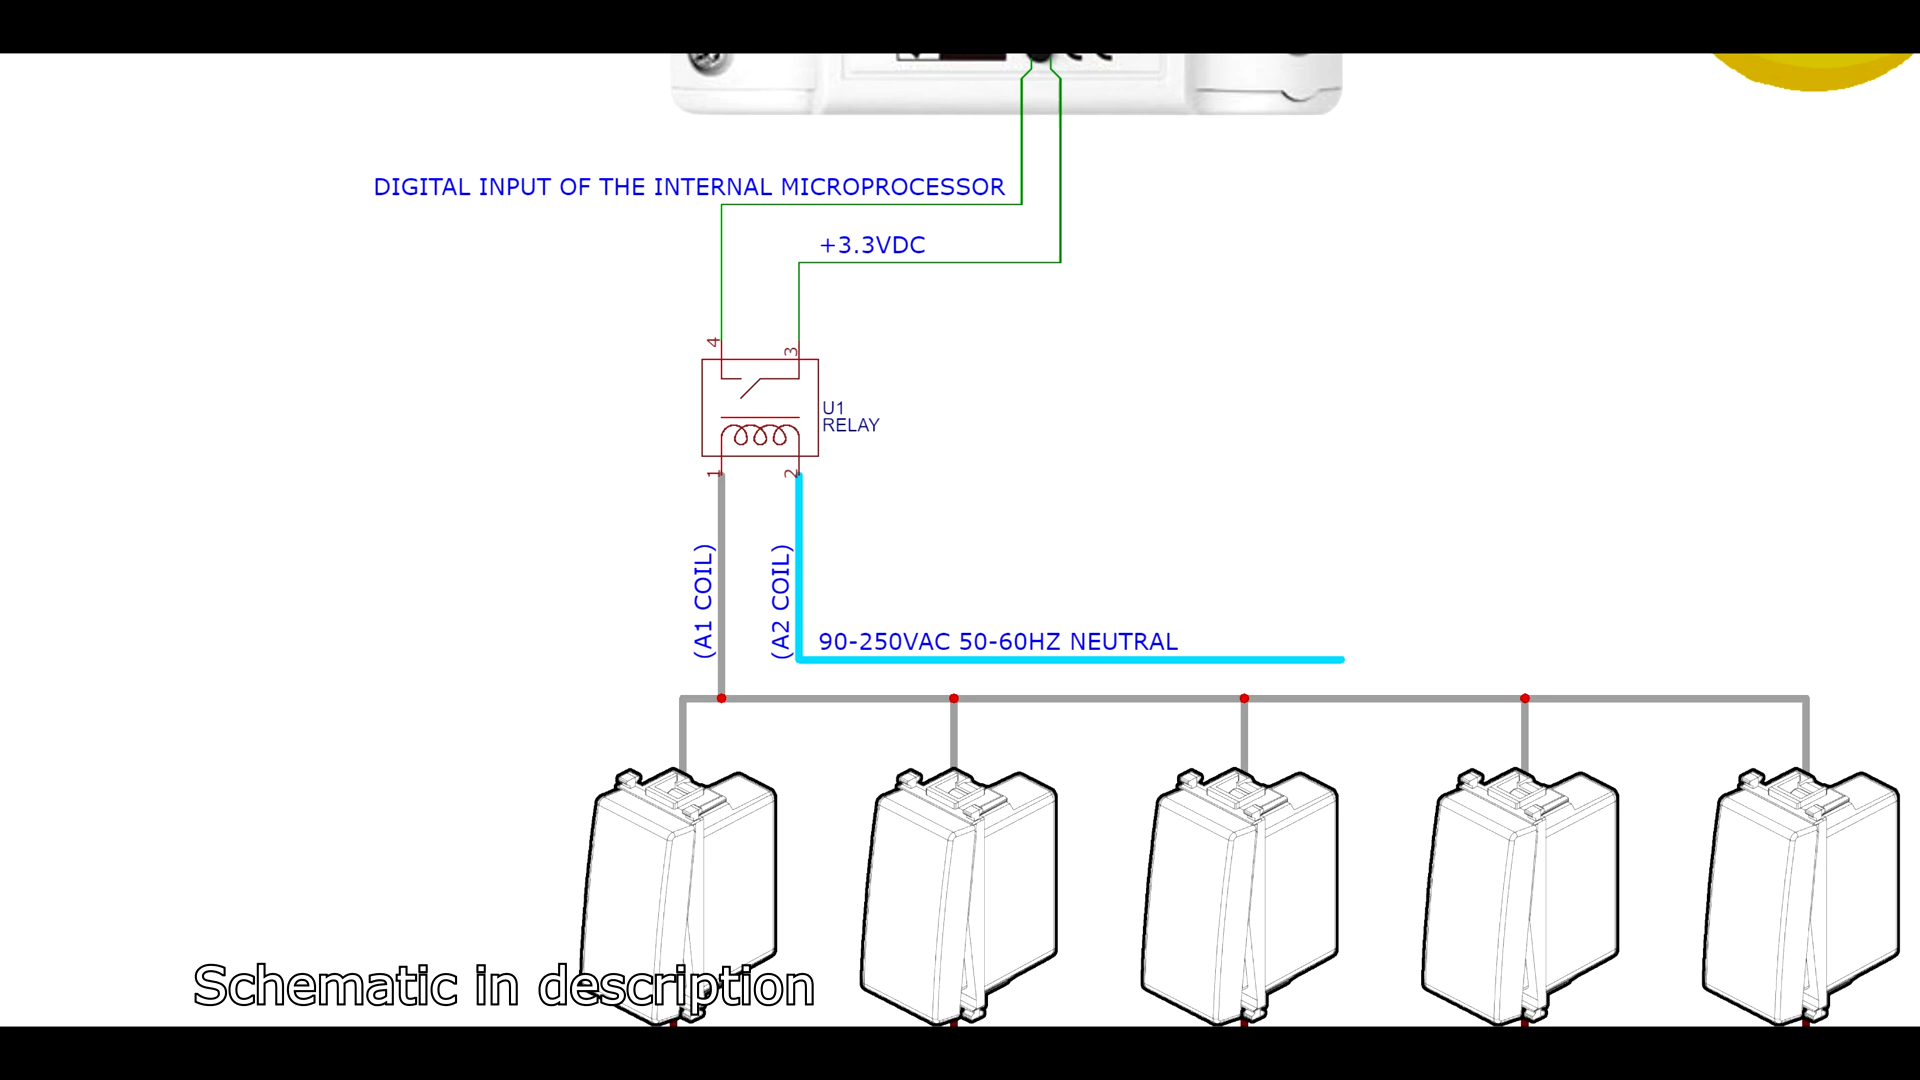 DIGITAL INPUT OF THE INTERNAL MICROPROCESSOR
+3.3VDC
4
3
U1
RELAY
1
2
(A1 COIL)
(A2 COIL)
90-250VAC 50-60HZ NEUTRAL
Schematic in description